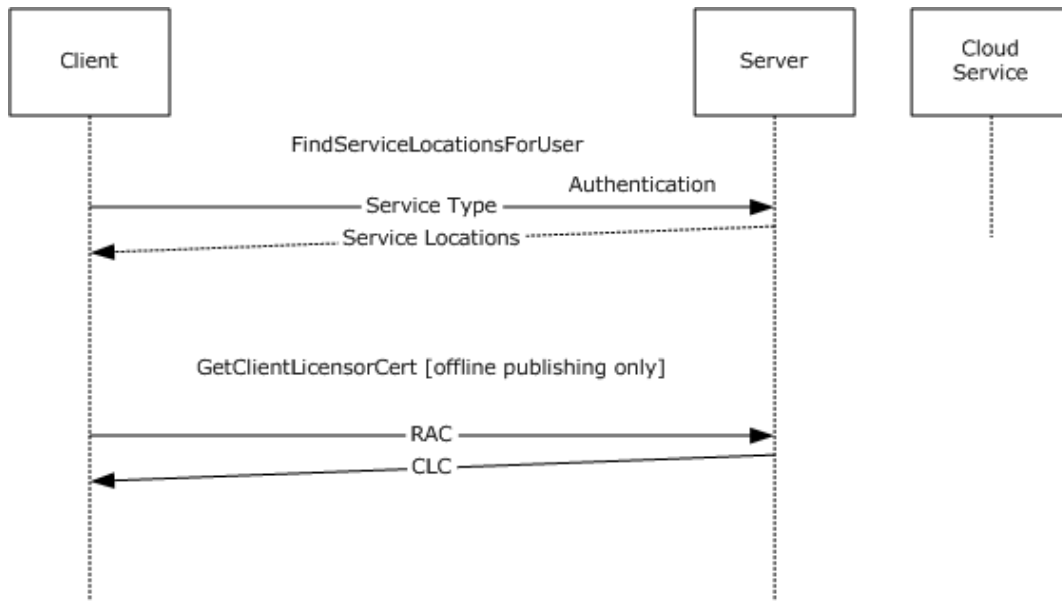 Client
Server
Cloud
Service
FindServiceLocationsForUser
Authentication
Service Type
Service Locations
GetClientLicensorCert [offline publishing only]
RAC
CLC